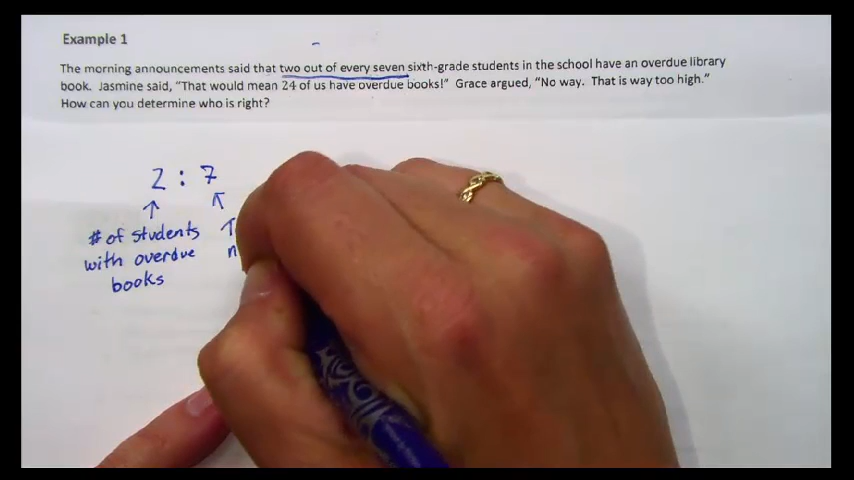 Example 1
The morning announcements said that two out of every seven sixth-grade students in the school have an overdue library
book. Jasmine said, “That would mean 24 of us have overdue books!” Grace argued, “No way. That is way too high.”
How can you determine who is right?
2 : 7
# of students
with overdue
books